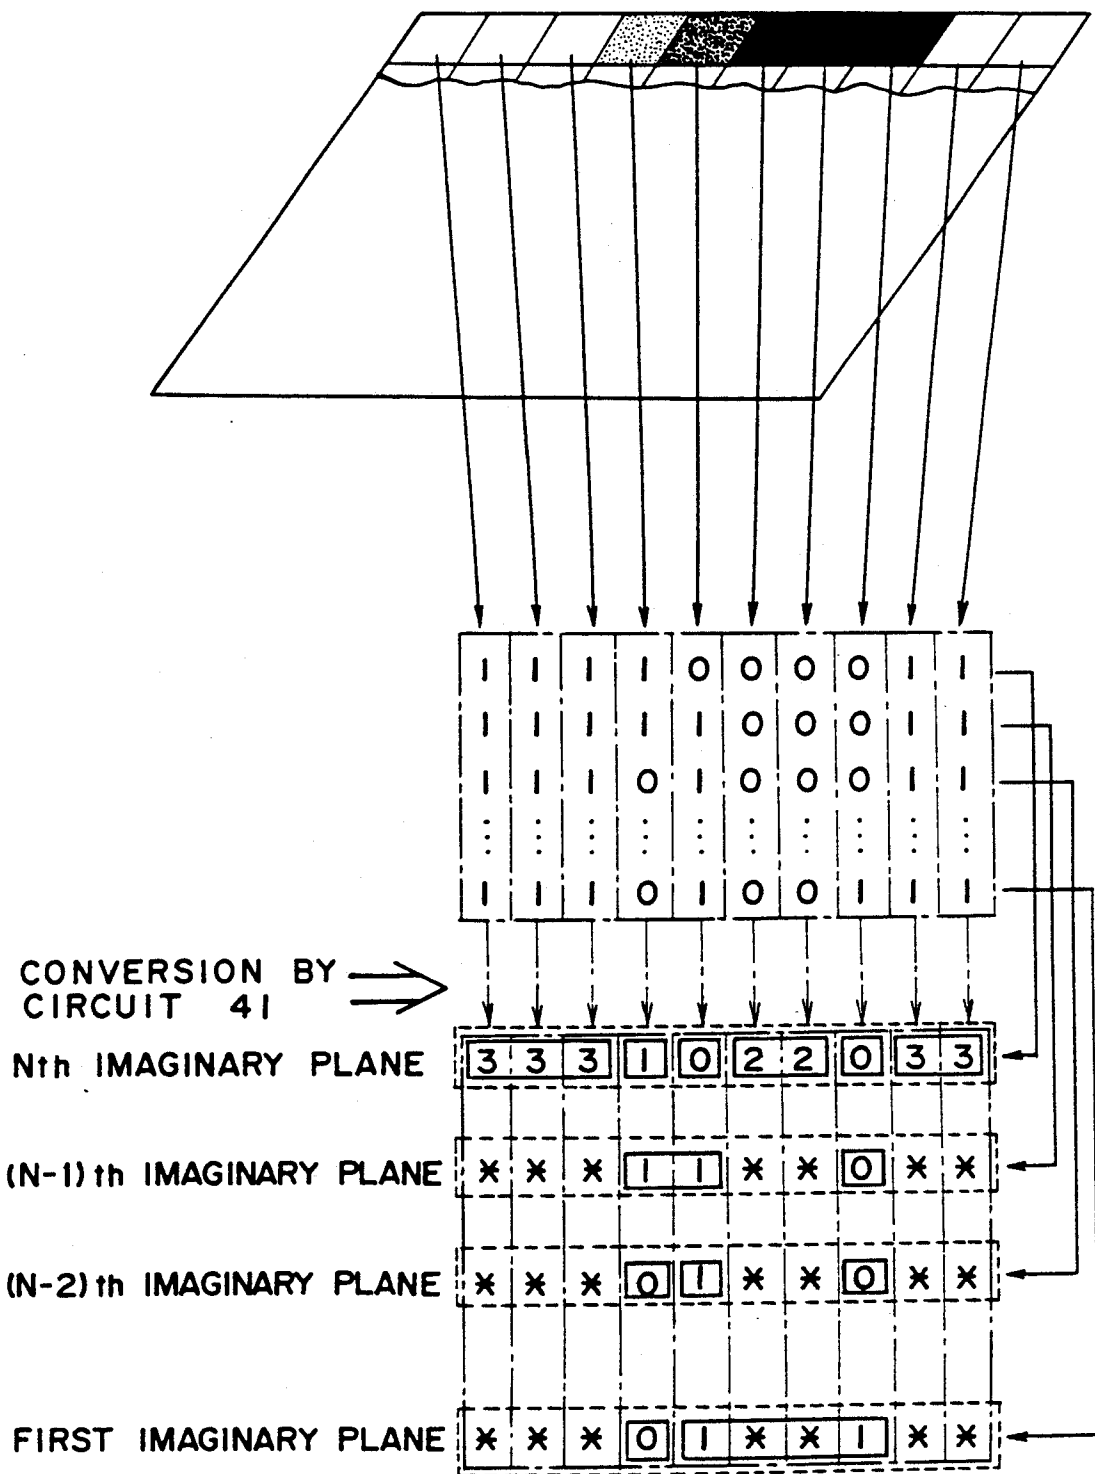 1 1 1 1 0 0 0 0 1 1
1 1 1 1 1 0 0 0 1 1
1 1 1 0 1 0 0 0 1 1
1 1 1 0 1 0 0 1 1 1
CONVERSION BY
CIRCUIT 41
Nth IMAGINARY PLANE 3 3 3 1 0 2 2 0 3 3
(N-1)th IMAGINARY PLANE * * * 1 1 * * 0 * *
(N-2)th IMAGINARY PLANE * * * 0 1 * * 0 * *
FIRST IMAGINARY PLANE * * * 0 1 * * 1 * *